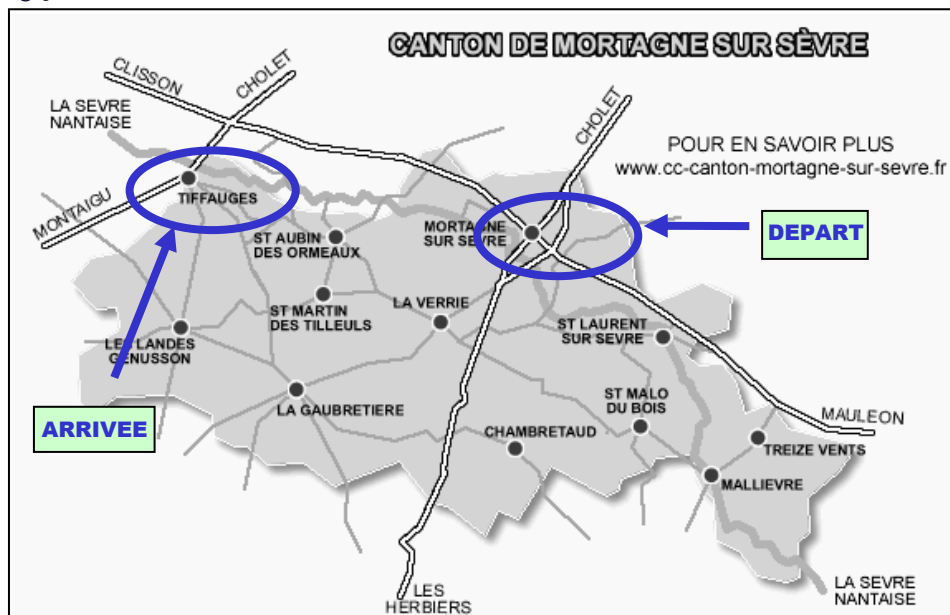 CANTON DE MORTAGNE SUR SÈVRE
CLISSON
CHOLET
LA SEVRE
NANTAISE
CHOLET
POUR EN SAVOIR PLUS
www.cc-canton-mortagne-sur-sevre.fr
MONTAIGU
TIFFAUGES
ST AUBIN
DES ORMEAUX
MORTAGNE
SUR SÈVRE
DEPART
ST MARTIN
DES TILLEULS
LA VERRIE
ST LAURENT
SUR SEVRE
LES LANDES
GENUSSON
LA GAUBRETIERE
ST MALO
DU BOIS
ARRIVEE
CHAMBRETAUD
MAULEON
TREIZE VENTS
MALLIEVRE
LES
HERBIERS
LA SEVRE
NANTAISE